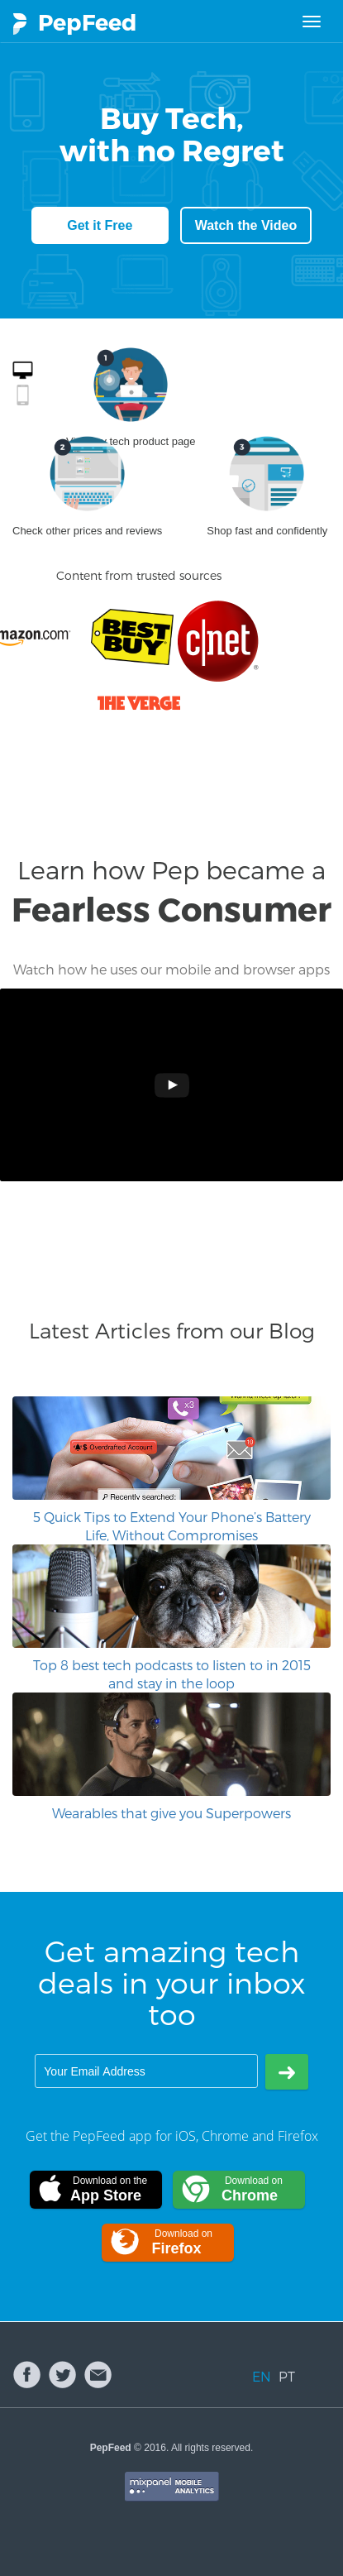 PepFeed
Buy Tech,
with no Regret
Get it Free
Watch the Video
1
tech product page
2
3
Check other prices and reviews
Shop fast and confidently
Content from trusted sources
mazon.com
BEST
BUY
c|net
THE VERGE
Learn how Pep became a
Fearless Consumer
Watch how he uses our mobile and browser apps
Latest Articles from our Blog
x3
$ Overdrafted Account
10
Recently searched:
5 Quick Tips to Extend Your Phone's Battery
Life, Without Compromises
Top 8 best tech podcasts to listen to in 2015
and stay in the loop
Wearables that give you Superpowers
Get amazing tech
deals in your inbox
too
Your Email Address
Get the PepFeed app for iOS, Chrome and Firefox
Download on the
App Store
Download on
Chrome
Download on
Firefox
EN PT
PepFeed © 2016. All rights reserved.
mixpanel MOBILE
ANALYTICS